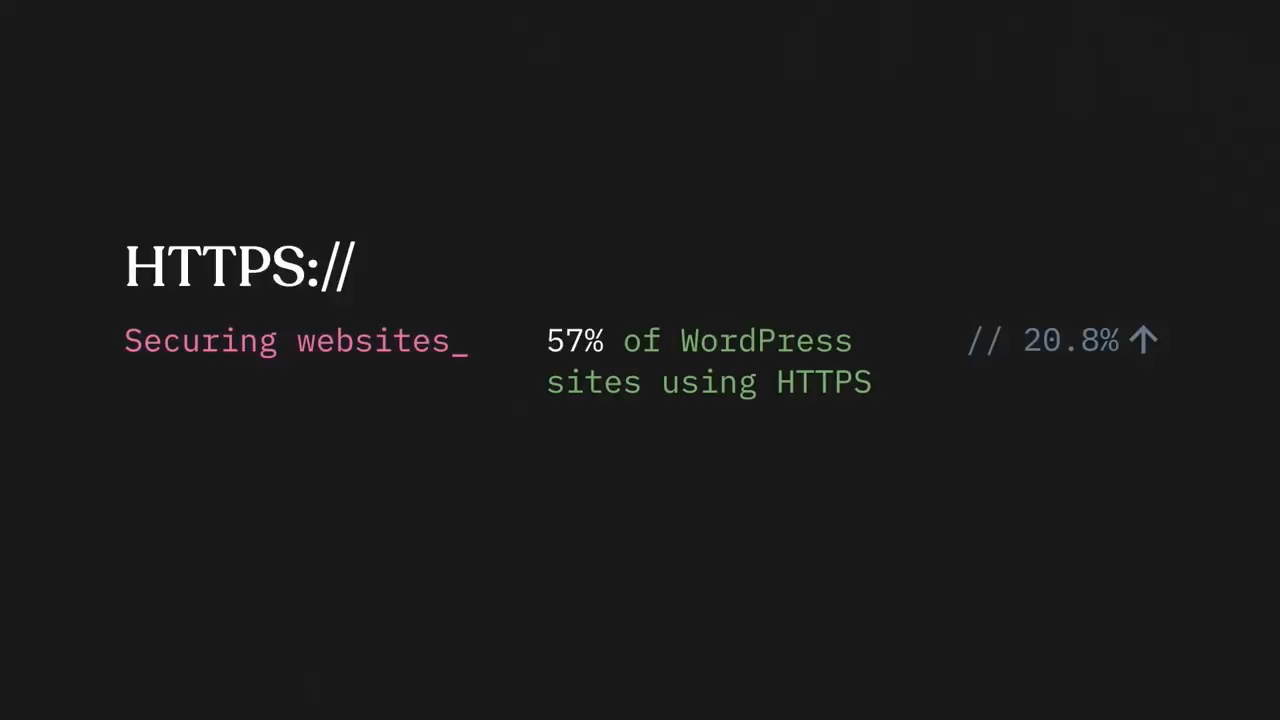 HTTPS://
Securing websites_
57% of WordPress
sites using HTTPS
// 20.8%↑